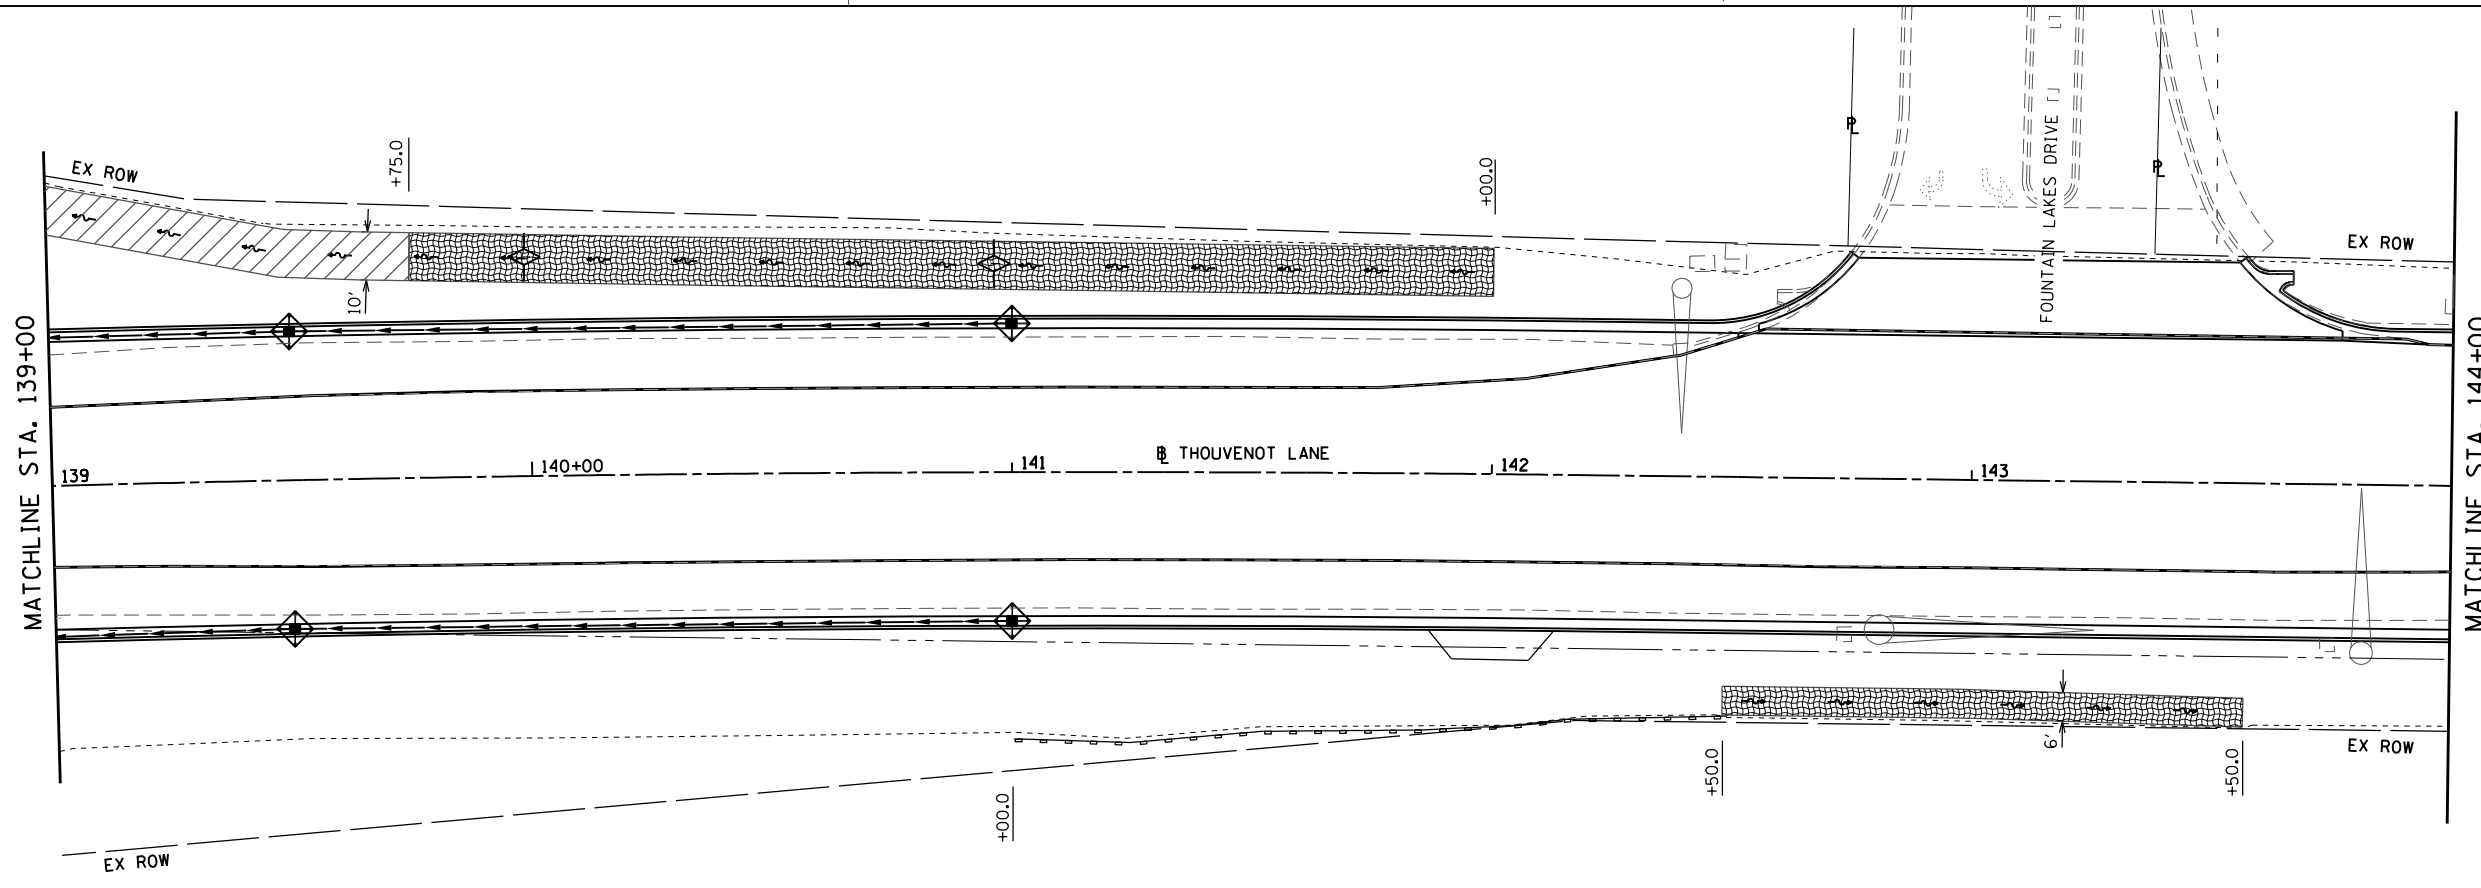 EX ROW
+75.0
+00.0
PL
PL
FOUNTAIN LAKES DRIVE
EX ROW
10'
MATCHLINE STA. 139+00
MATCHLINE STA. 144+00
139
140+00
141
BL THOUVENOT LANE
142
143
6'
+00.0
+50.0
+50.0
EX ROW
EX ROW